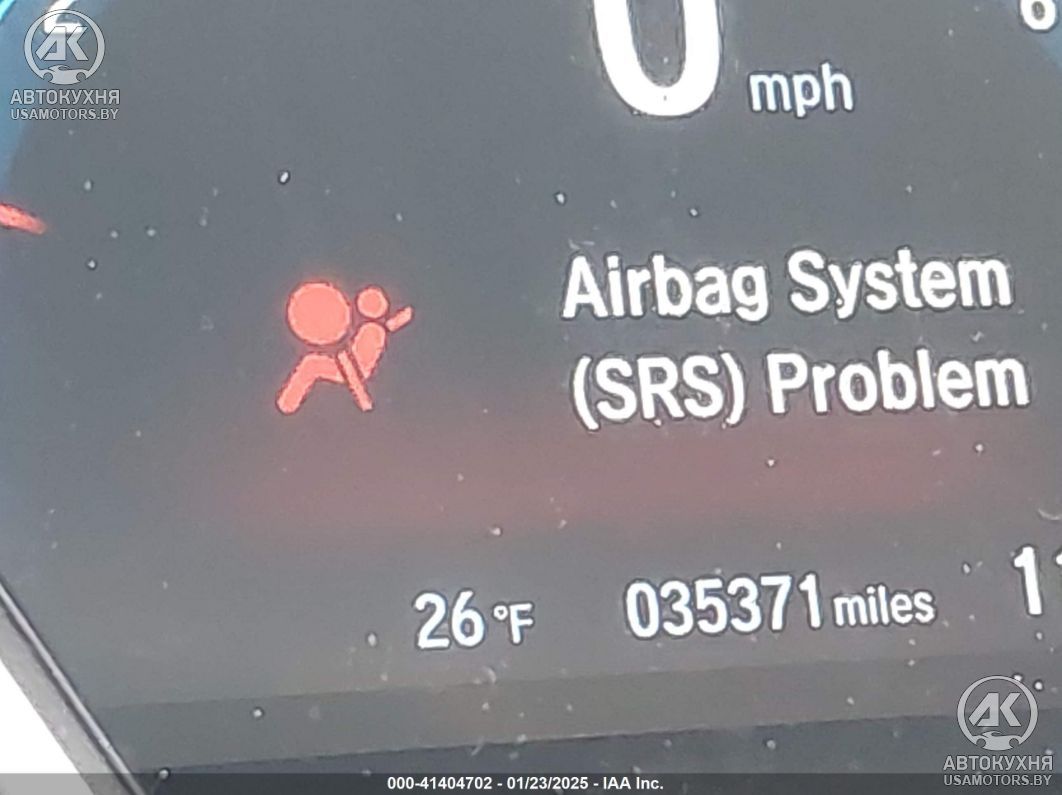 АВТОКУХНЯ
USAMOTORS.BY
0 mph
6
Airbag System
(SRS) Problem
26 °F 035371 miles
АВТОКУХНЯ
USAMOTORS.BY
000-41404702 - 01/23/2025 - IAA Inc.